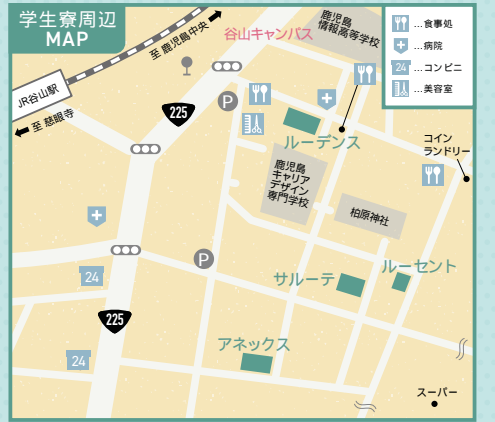 学生寮周辺
MAP
至 鹿児島中央
谷山キャンパス
鹿児島
情報高等学校
…食事処
…病院
24 …コンビニ
…美容室
JR谷山駅
至 慈眼寺
225
P
ルーデンス
コイン
ランドリー
鹿児島
キャリア
デザイン
専門学校
柏原神社
P
24
サルーテ
ルーセント
225
アネックス
24
スーパー